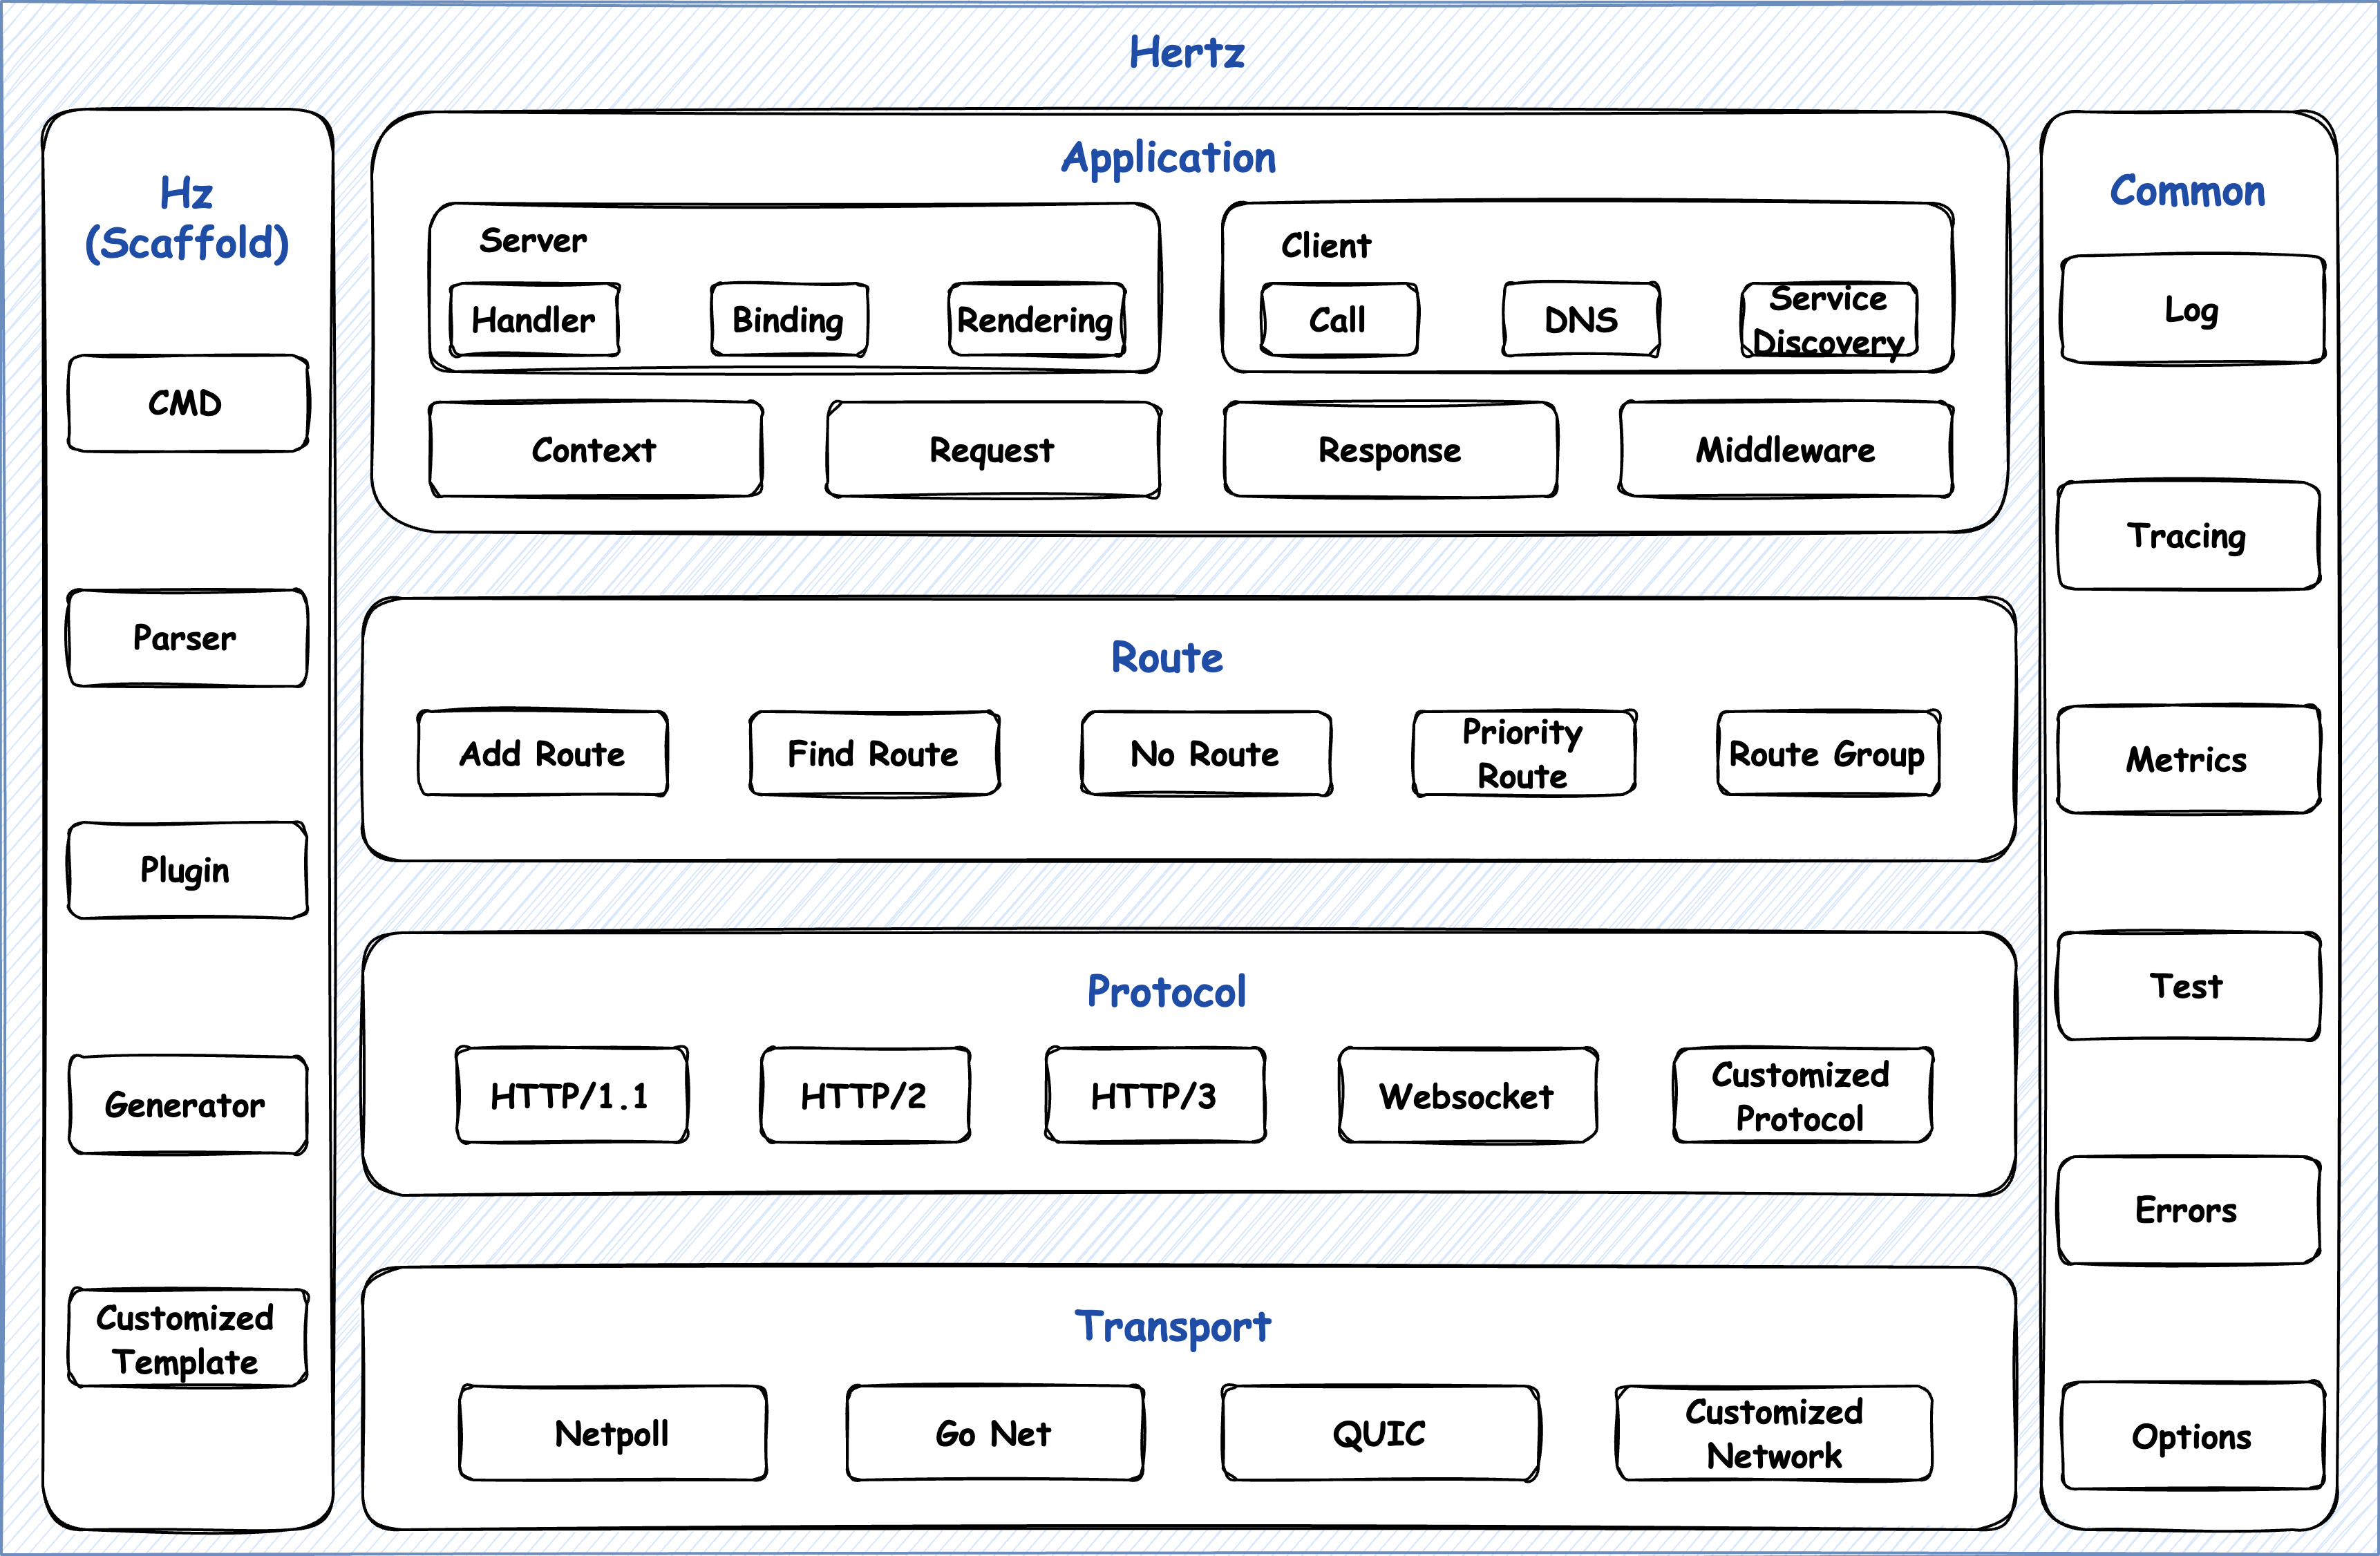 Hertz
Hz
(Scaffold)
CMD
Parser
Plugin
Generator
Customized
Template
Application
Server
Handler
Binding
Rendering
Client
Call
DNS
Service
Discovery
Context
Request
Response
Middleware
Route
Add Route
Find Route
No Route
Priority
Route
Route Group
Protocol
HTTP/1.1
HTTP/2
HTTP/3
Websocket
Customized
Protocol
Transport
Netpoll
Go Net
QUIC
Customized
Network
Common
Log
Tracing
Metrics
Test
Errors
Options